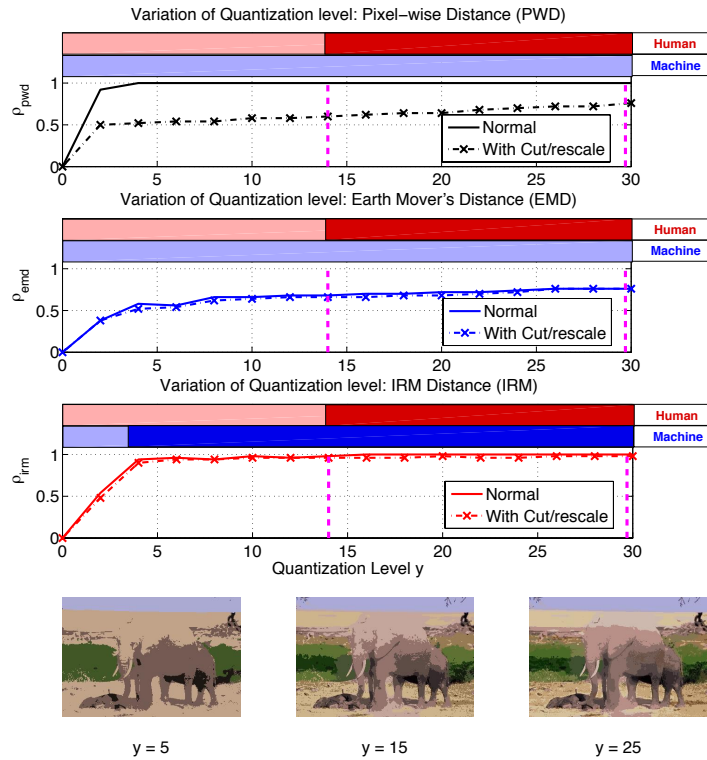 Variation of Quantization level: Pixel−wise Distance (PWD)
Human
Machine
1
0.5
0
ρpwd
Normal
With Cut/rescale
0 5 10 15 20 25 30
Variation of Quantization level: Earth Mover's Distance (EMD)
Human
Machine
1
0.5
0
ρemd
Normal
With Cut/rescale
0 5 10 15 20 25 30
Variation of Quantization level: IRM Distance (IRM)
Human
Machine
1
0.5
0
ρirm
Normal
With Cut/rescale
0 5 10 15 20 25 30
Quantization Level y
y = 5 y = 15 y = 25